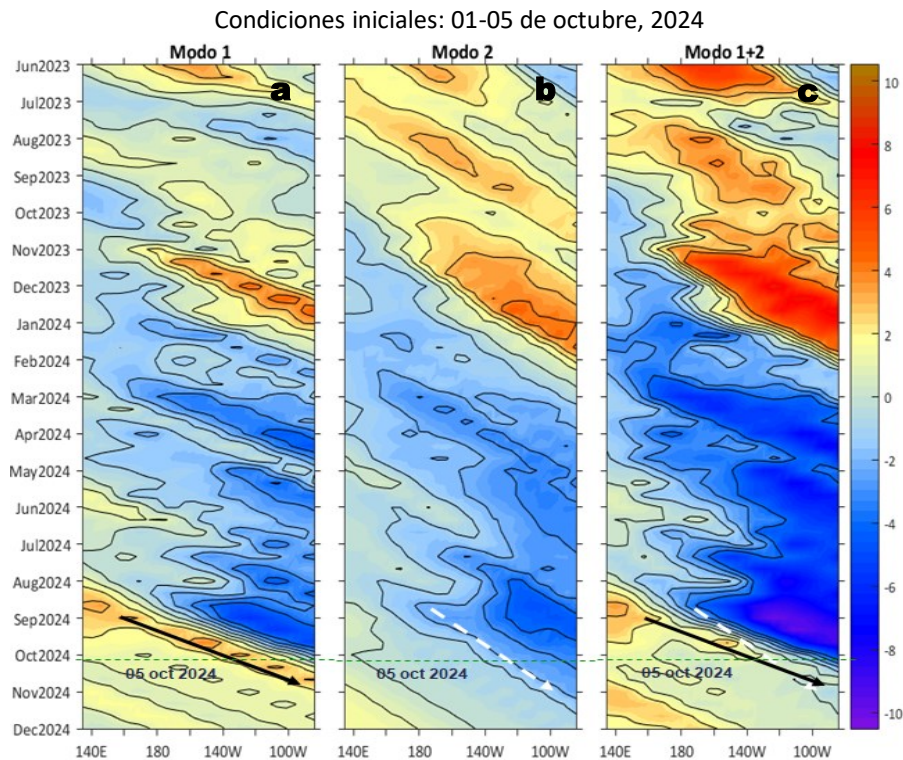 Condiciones iniciales: 01-05 de octubre, 2024
Modo 1 Modo 2 Modo 1+2
a b c
Jun2023
Jul2023
Aug2023
Sep2023
Oct2023
Nov2023
Dec2023
Jan2024
Feb2024
Mar2024
Apr2024
May2024
Jun2024
Jul2024
Aug2024
Sep2024
Oct2024
Nov2024
Dec2024
05 oct 2024 05 oct 2024 05 oct 2024
140E 180 140W 100W 140E 180 140W 100W 140E 180 140W 100W
10
8
6
4
2
0
-2
-4
-6
-8
-10